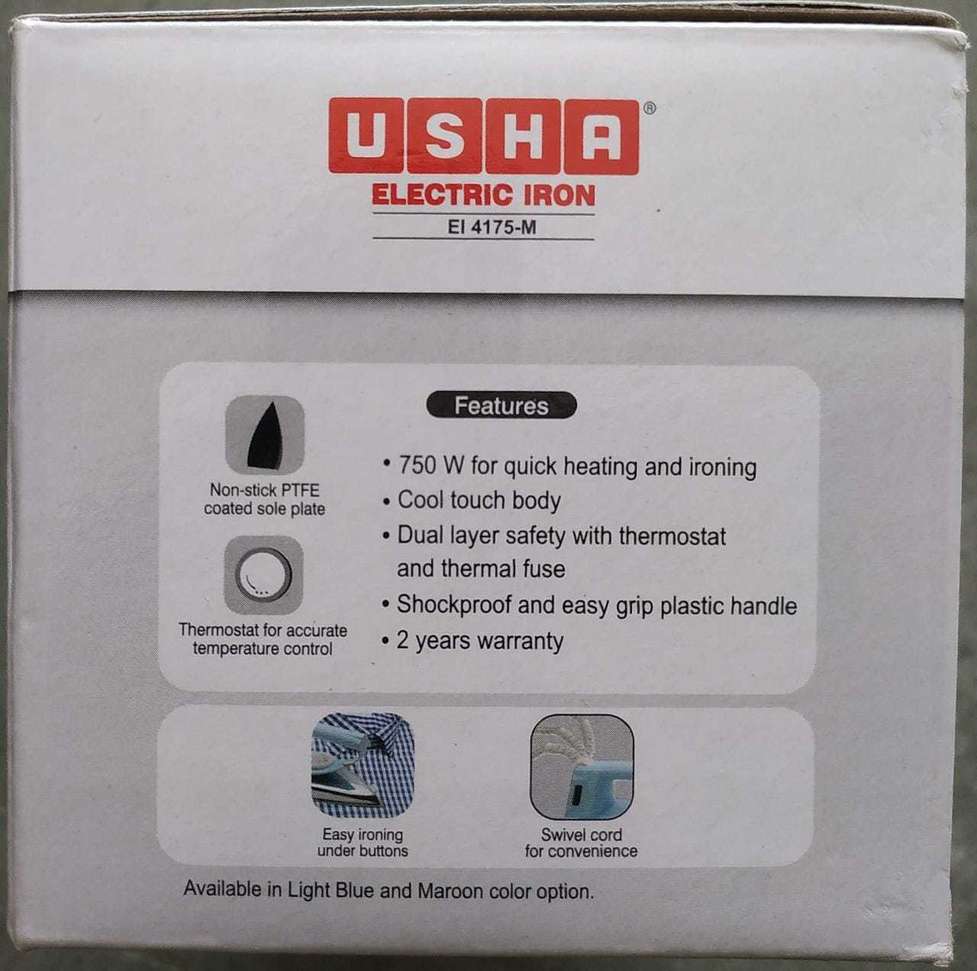 USHA®
ELECTRIC IRON
EI 4175-M
Features
Non-stick PTFE
coated sole plate
Thermostat for accurate
temperature control
• 750 W for quick heating and ironing
• Cool touch body
• Dual layer safety with thermostat
and thermal fuse
• Shockproof and easy grip plastic handle
• 2 years warranty
Easy ironing
under buttons
Swivel cord
for convenience
Available in Light Blue and Maroon color option.